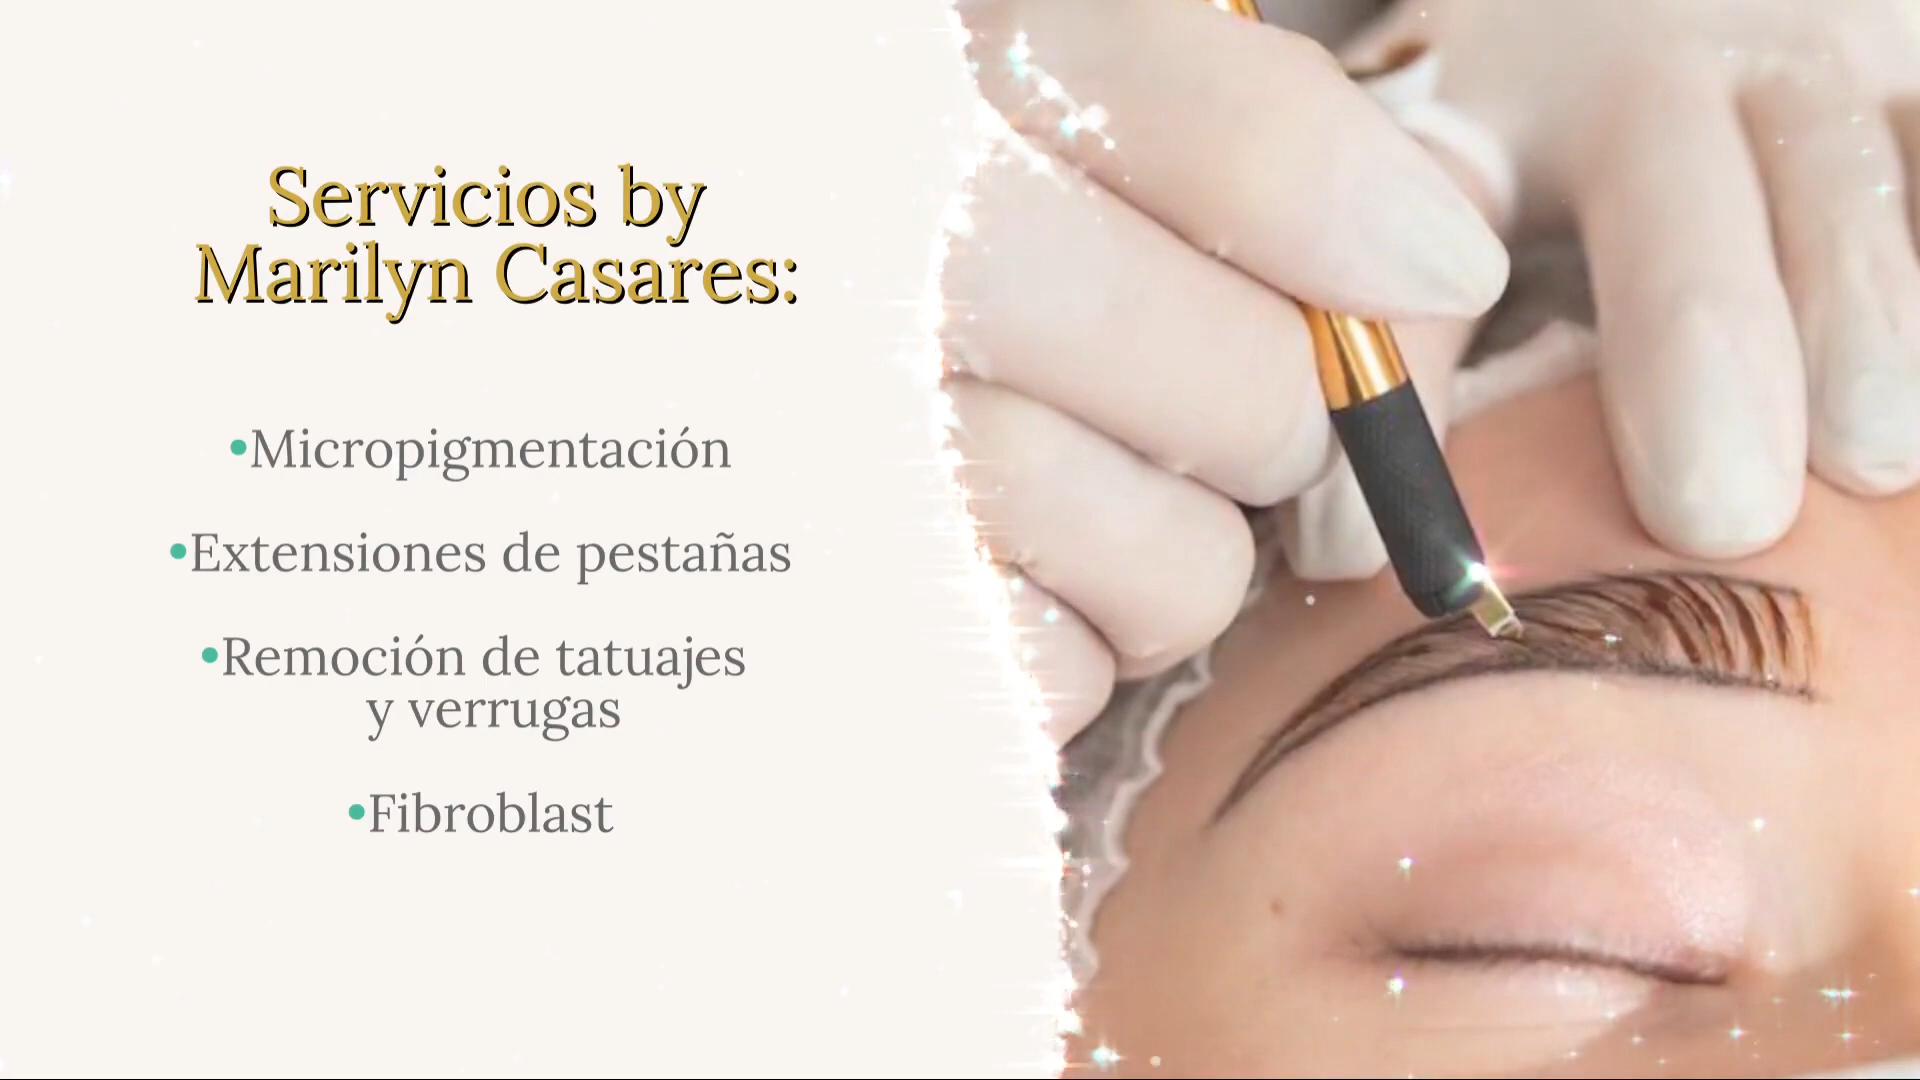 Servicios by
Marilyn Casares:
•Micropigmentación
•Extensiones de pestañas
•Remoción de tatuajes
y verrugas
•Fibroblast